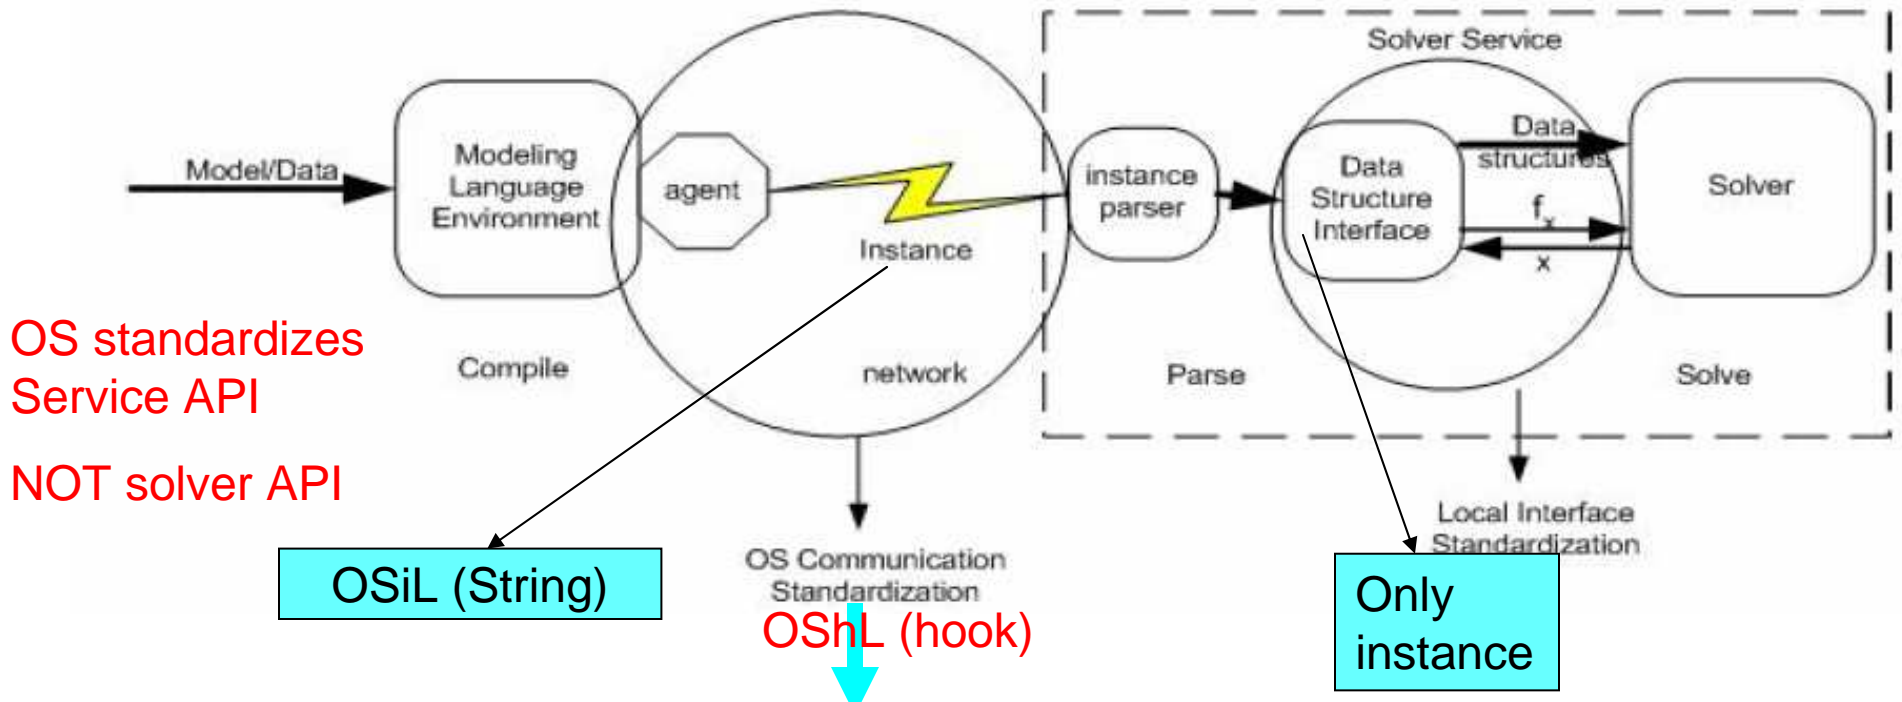 Solver Service
Model/Data
Modeling
Language
Environment
agent
Instance
instance
parser
Data
Structure
Interface
Data
structures
fx
x
Solver
OS standardizes
Service API
NOT solver API
Compile
network
Parse
Solve
OSiL (String)
OS Communication
Standardization
OShL (hook)
Local Interface
Standardization
Only
instance